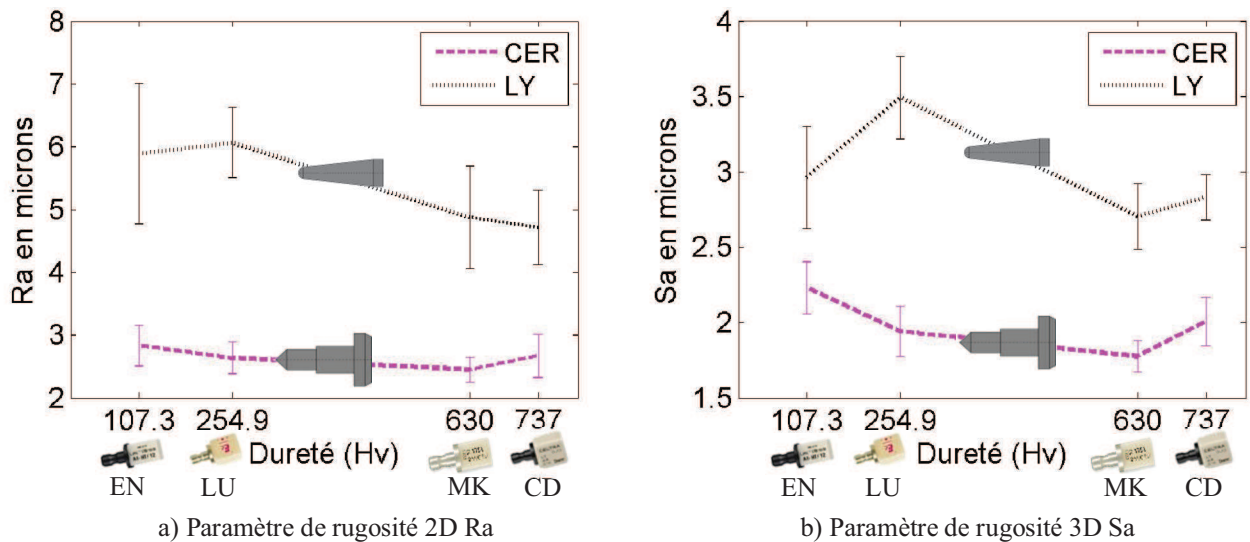 8
7
6
5
4
3
2
Ra en microns
CER
LY
107.3 254.9 630 737
Dureté (Hv)
EN LU MK CD
a) Paramètre de rugosité 2D Ra
4
3.5
3
2.5
2
1.5
Sa en microns
CER
LY
107.3 254.9 630 737
Dureté (Hv)
EN LU MK CD
b) Paramètre de rugosité 3D Sa